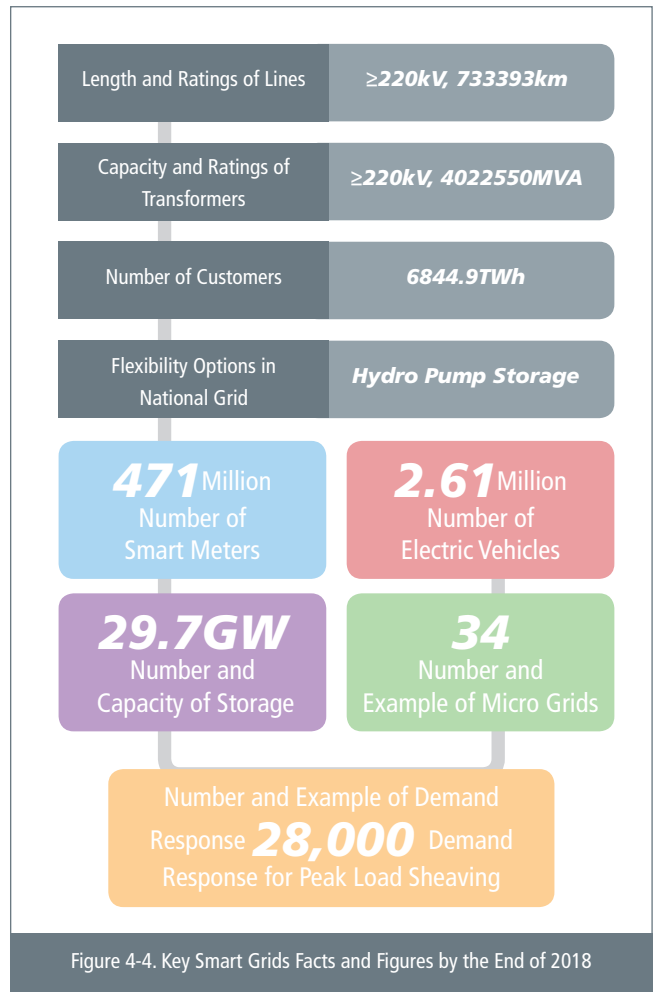 Length and Ratings of Lines
≥220kV, 733393km
Capacity and Ratings of
Transformers
≥220kV, 4022550MVA
Number of Customers
6844.9TWh
Flexibility Options in
National Grid
Hydro Pump Storage
471 Million
Number of
Smart Meters
2.61 Million
Number of
Electric Vehicles
29.7GW
Number and
Capacity of Storage
34
Number and
Example of Micro Grids
Number and Example of Demand
Response 28,000 Demand
Response for Peak Load Sheaving
Figure 4-4. Key Smart Grids Facts and Figures by the End of 2018